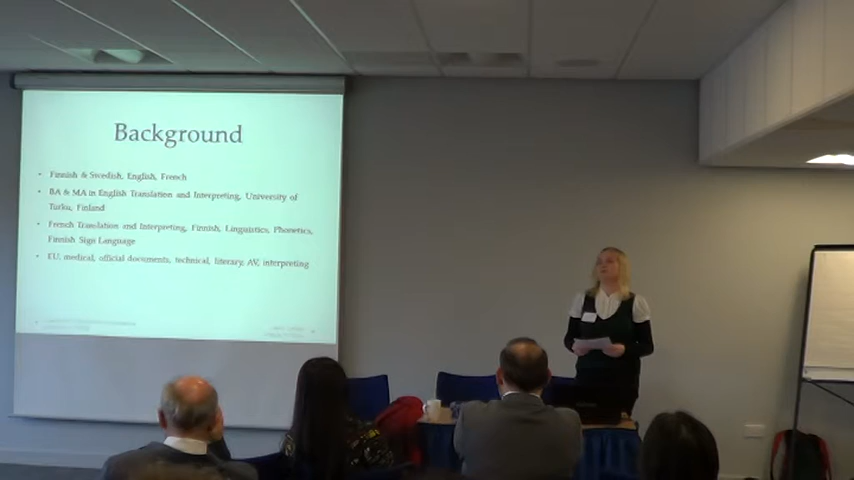 Background
• Finnish & Swedish, English, French
• BA & MA in English Translation and Interpreting, University of
Turku, Finland
• French Translation and Interpreting, Finnish, Linguistics, Phonetics,
Finnish Sign Language
• EU, medical, official documents, technical, literary, AV, interpreting